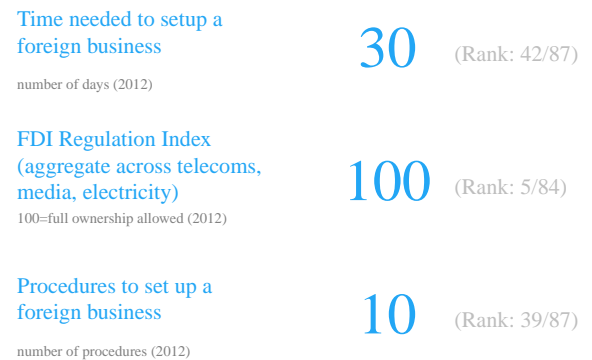 Time needed to setup a
foreign business
30
(Rank: 42/87)
number of days (2012)
FDI Regulation Index
(aggregate across telecoms,
media, electricity)
100
(Rank: 5/84)
100=full ownership allowed (2012)
Procedures to set up a
foreign business
10
(Rank: 39/87)
number of procedures (2012)